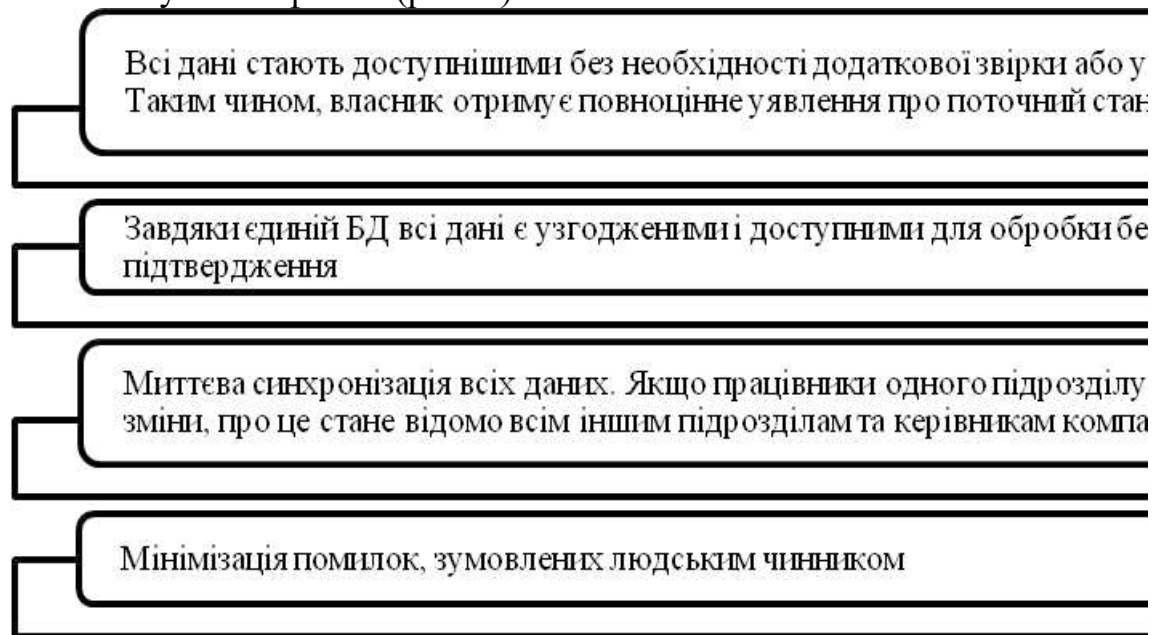 Всі дані стають доступнішими без необхідності додаткової звірки або у
Таким чином, власник отримує повноцінне уявлення про поточний стан
Завдяки єдиній БД всі дані є узгодженими і доступними для обробки бе
підтвердження
Миттєва синхронізація всіх даних. Якщо працівники одного підрозділу
зміни, про це стане відомо всім іншим підрозділам та керівникам компа
Мінімізація помилок, зумовлених людським чинником